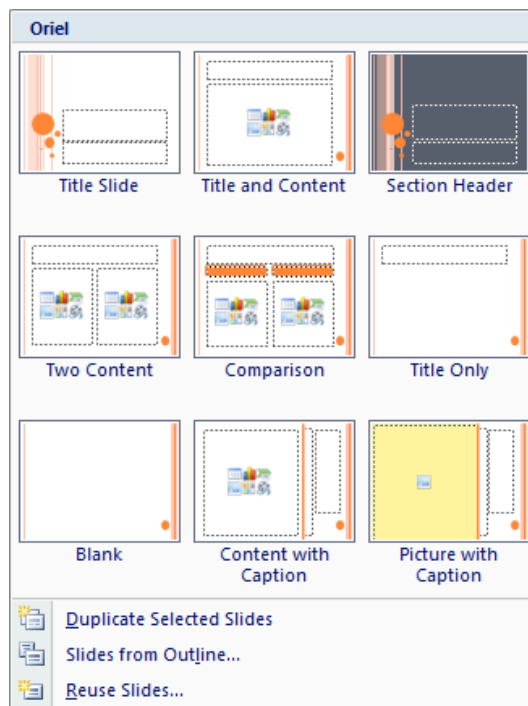 Oriel
Title Slide
Title and Content
Section Header
Two Content
Comparison
Title Only
Blank
Content with
Caption
Picture with
Caption
Duplicate Selected Slides
Slides from Outline...
Reuse Slides...